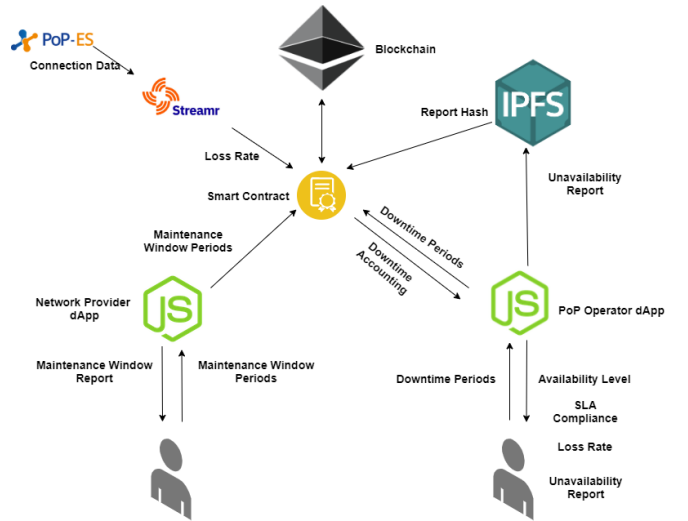 PoP-ES
Connection Data
Streamr
Blockchain
IPFS
Report Hash
Loss Rate
Smart Contract
Unavailability
Report
Maintenance
Window Periods
Downtime Periods
Downtime
Accounting
Network Provider
dApp
JS
JS
PoP Operator dApp
Maintenance Window
Report
Maintenance Window
Periods
Downtime Periods
Availability Level
SLA
Compliance
Loss Rate
Unavailability
Report